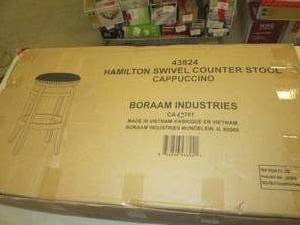 43824
HAMILTON SWIVEL COUNTER STOOL
CAPPUCCINO
BORAAM INDUSTRIES
MADE IN VIETNAM-FABRIQUE EN VIETNAM
BORAAM INDUSTRIES MUNDELEIN, IL 60060